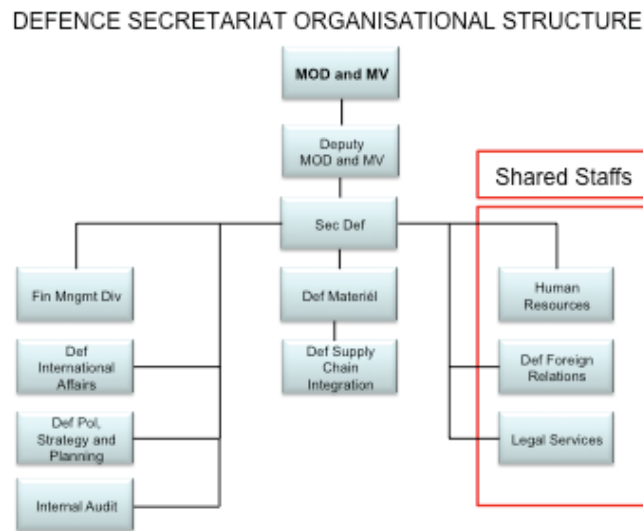 DEFENCE SECRETARIAT ORGANISATIONAL STRUCTURE
MOD and MV
Deputy
MOD and MV
Shared Staffs
Sec Def
Fin Mngmt Div
Def Materiél
Human
Resources
Def
International
Affairs
Def Supply
Chain
Integration
Def Foreign
Relations
Def Pol,
Strategy and
Planning
Legal Services
Internal Audit